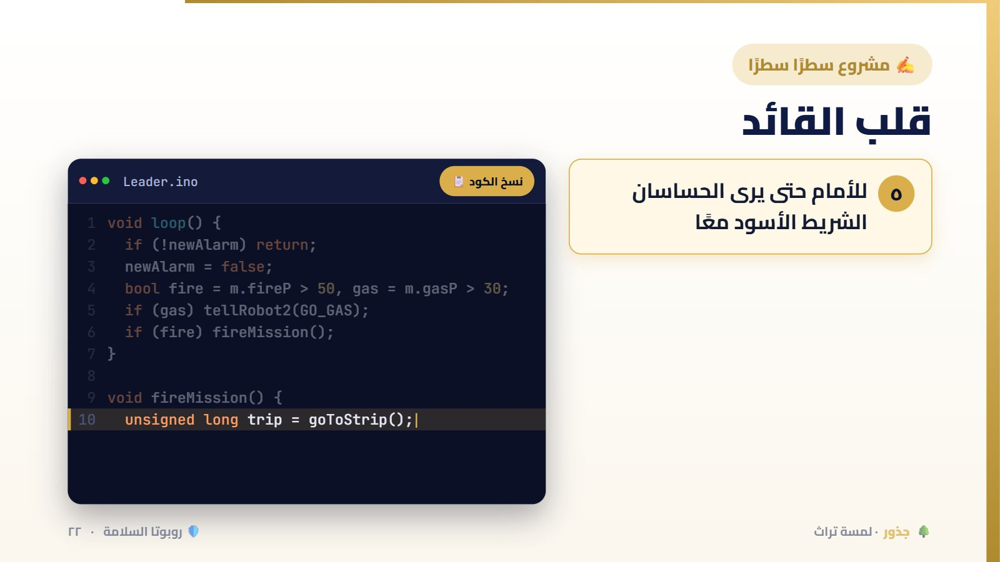 ✍️ مشروع سطرًا سطرًا
قلب القائد
٥ للأمام حتى يرى الحساسان
الشريط الأسود معًا
Leader.ino
نسخ الكود 📋
1 void loop() {
2   if (!newAlarm) return;
3   newAlarm = false;
4   bool fire = m.fireP > 50, gas = m.gasP > 30;
5   if (gas) tellRobot2(GO_GAS);
6   if (fire) fireMission();
7 }
8
9 void fireMission() {
10   unsigned long trip = goToStrip();
🌳 جذور · لمسة تراث
🛡️ روبوتا السلامة · ٢٢